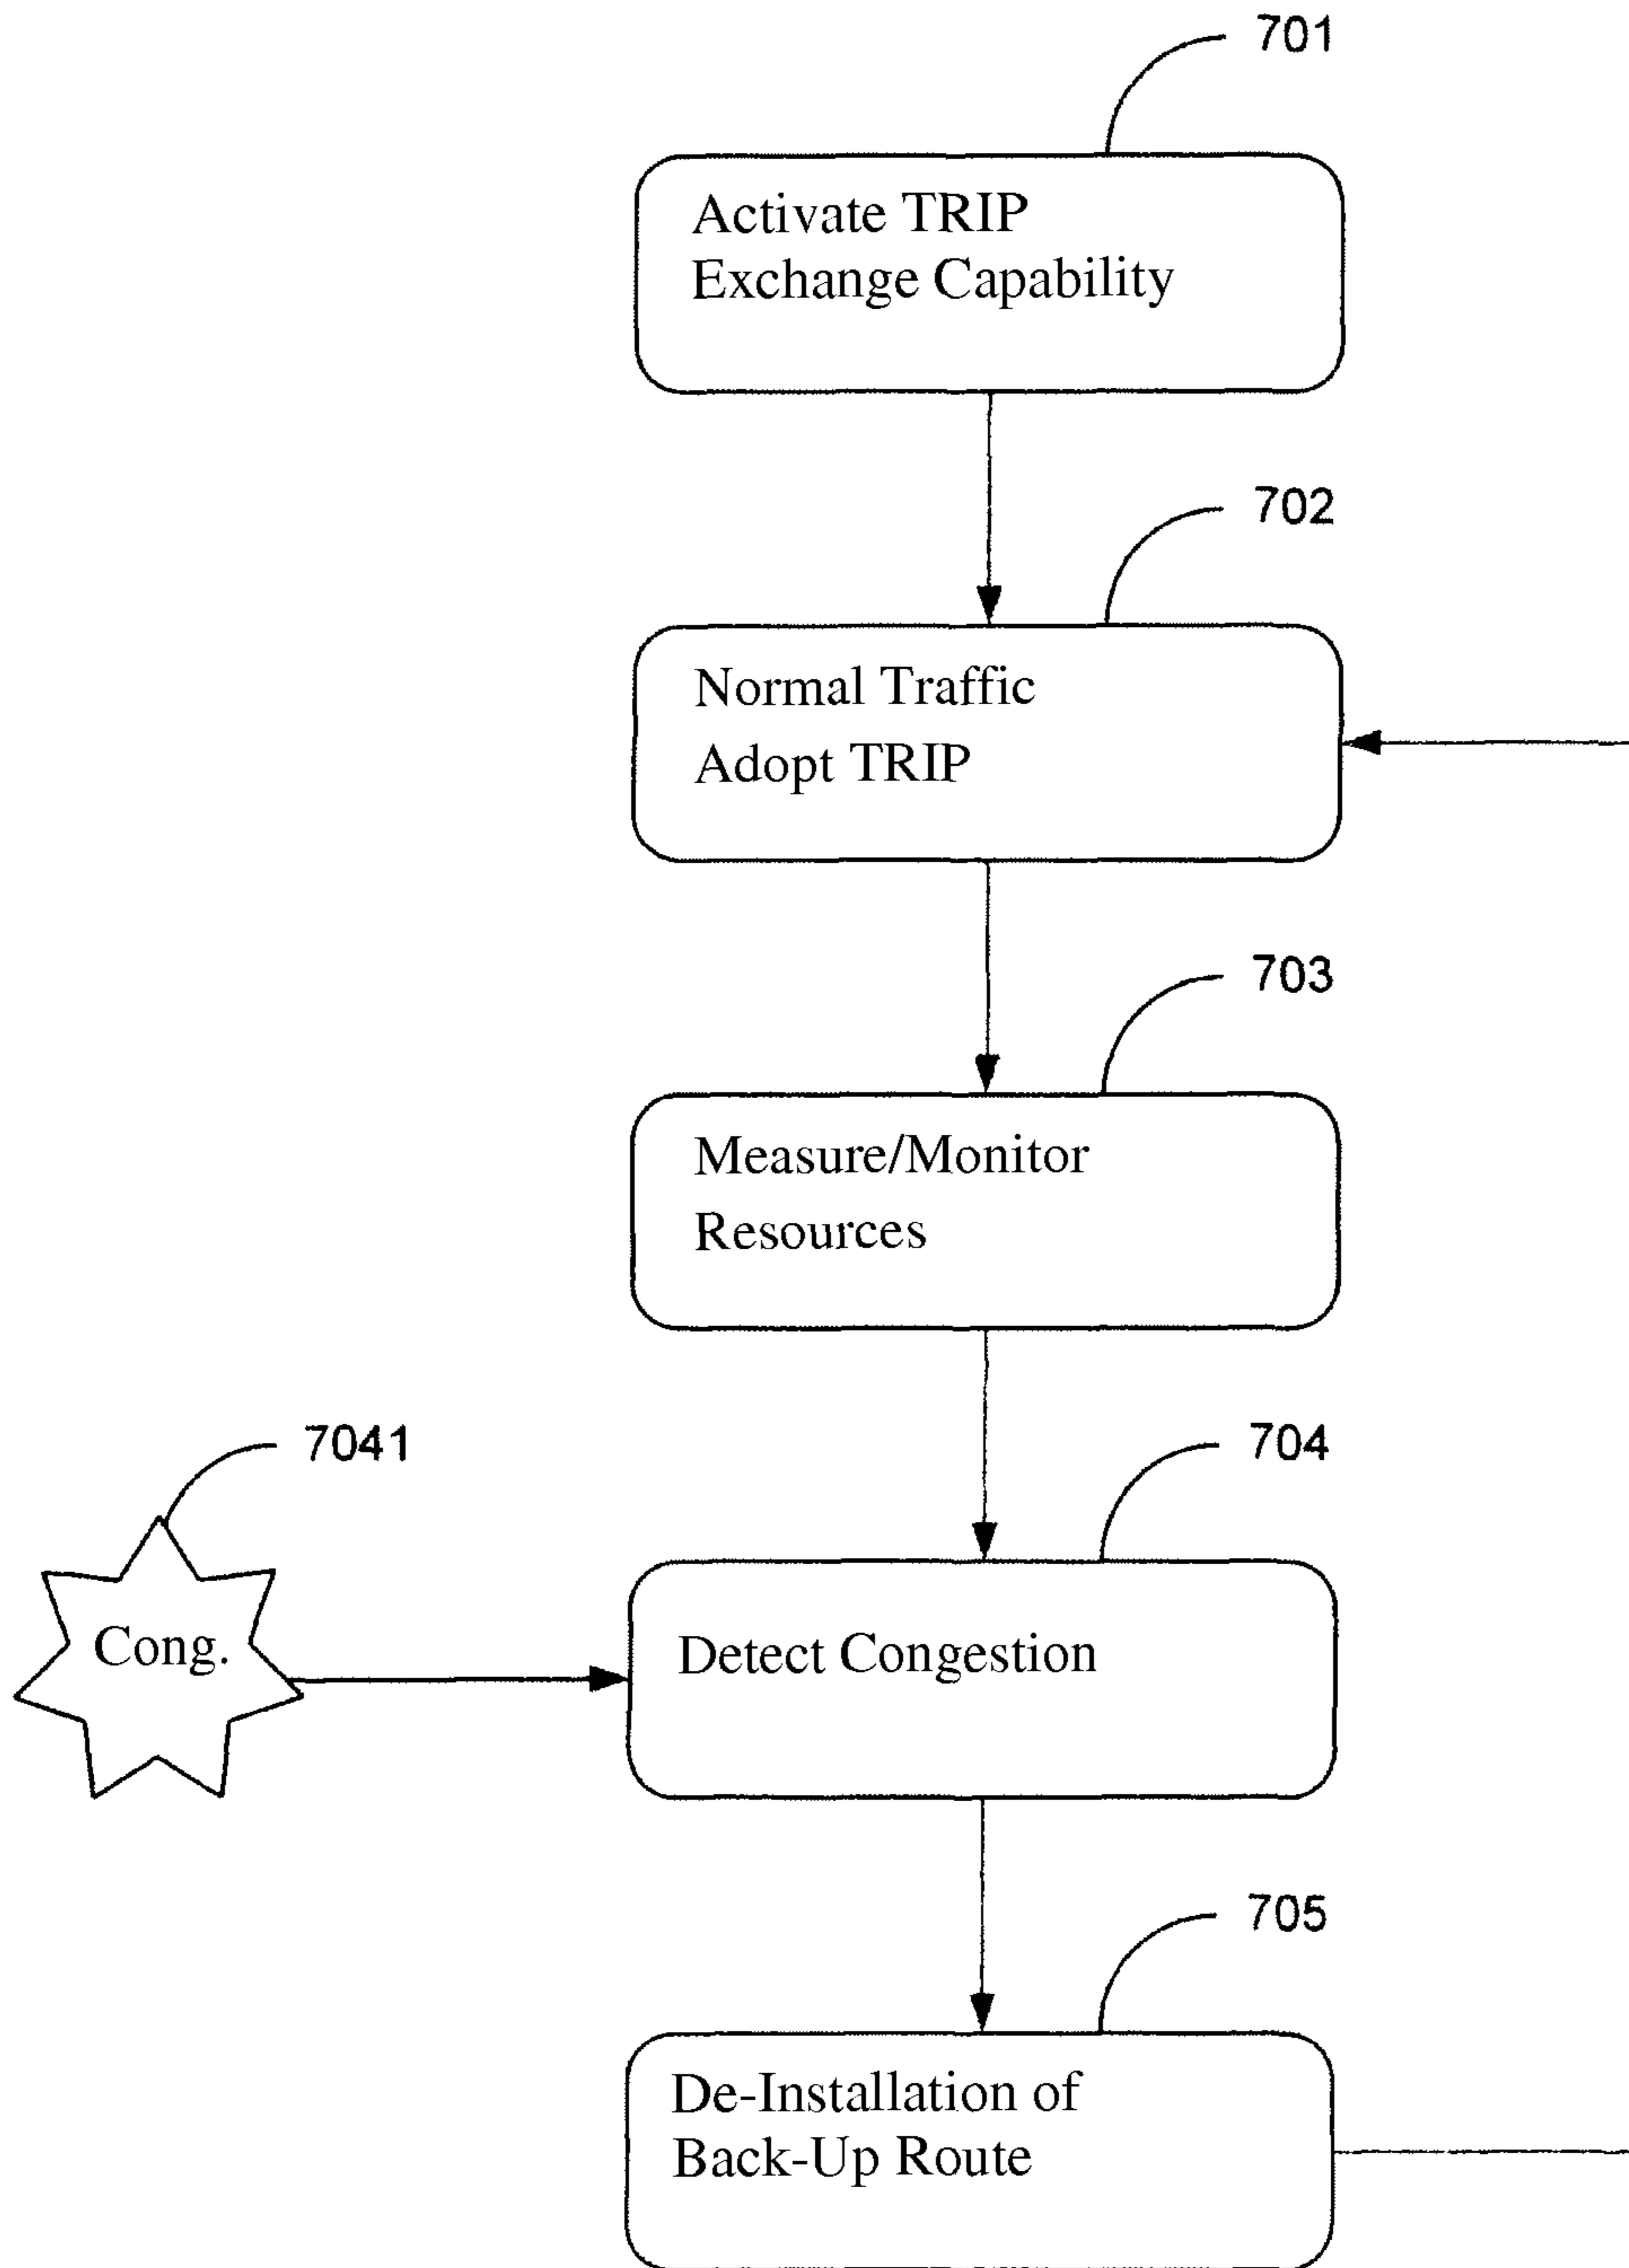 701
Activate TRIP
Exchange Capability
702
Normal Traffic
Adopt TRIP
703
Measure/Monitor
Resources
7041
704
Cong.
Detect Congestion
705
De-Installation of
Back-Up Route